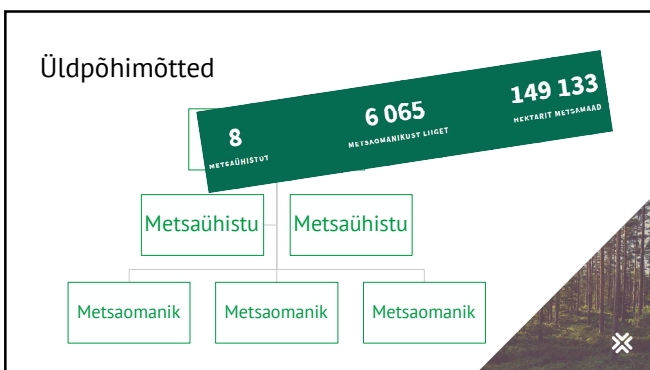 Üldpõhimõtted
8
METSAÜHISTUT
6 065
METSAOMANIKUST LIIGET
149 133
HEKTARIT METSAMAAD
Metsaühistu
Metsaühistu
Metsaomanik
Metsaomanik
Metsaomanik